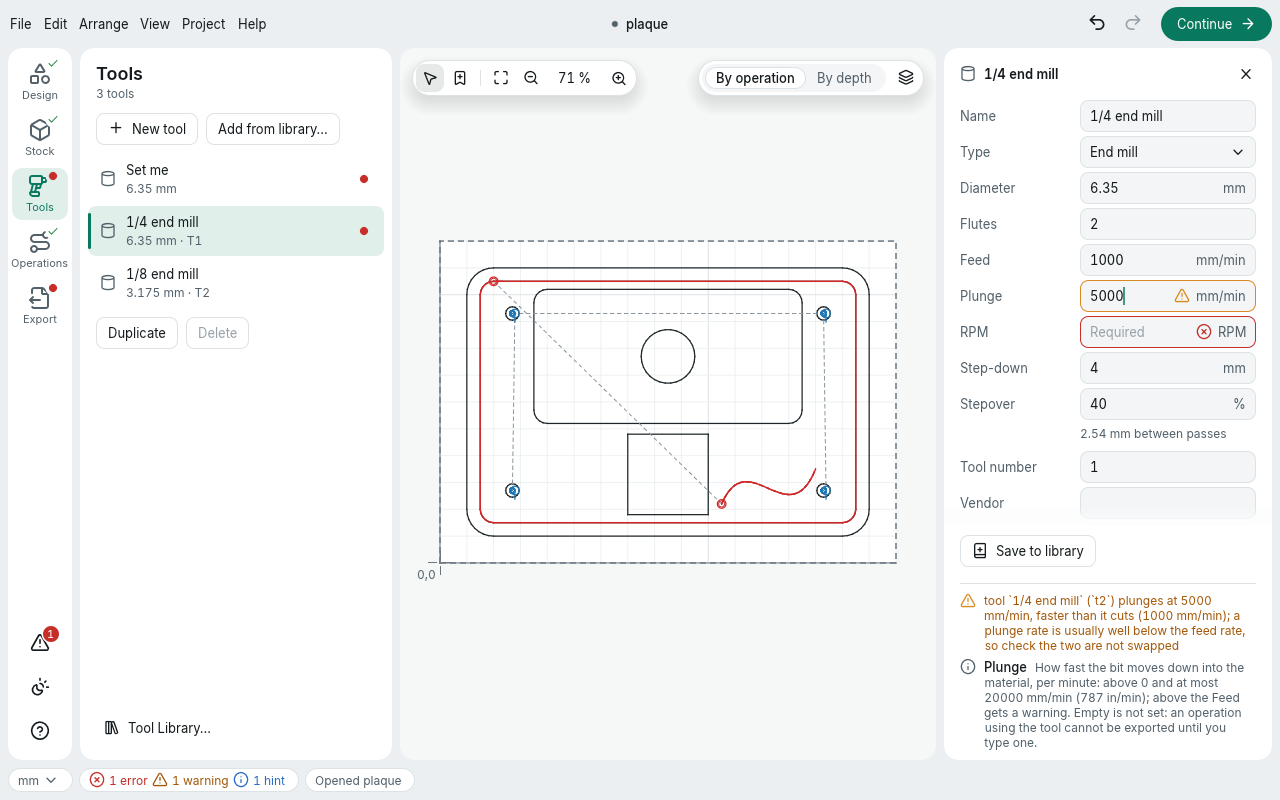 File Edit Arrange View Project Help
plaque
Continue
Design
Stock
Tools
Operations
Export
1
Tools
3 tools
New tool
Add from library...
Set me
6.35 mm
1/4 end mill
6.35 mm · T1
1/8 end mill
3.175 mm · T2
Duplicate
Delete
Tool Library...
71 %
By operation
By depth
0,0
1/4 end mill
Name 1/4 end mill
Type End mill
Diameter 6.35 mm
Flutes 2
Feed 1000 mm/min
Plunge 5000 mm/min
RPM Required RPM
Step-down 4 mm
Stepover 40 %
2.54 mm between passes
Tool number 1
Vendor
Save to library
tool `1/4 end mill` (`t2`) plunges at 5000
mm/min, faster than it cuts (1000 mm/min); a
plunge rate is usually well below the feed rate,
so check the two are not swapped
Plunge How fast the bit moves down into the
material, per minute: above 0 and at most
20000 mm/min (787 in/min); above the Feed
gets a warning. Empty is not set: an operation
using the tool cannot be exported until you
type one.
mm
1 error
1 warning
1 hint
Opened plaque